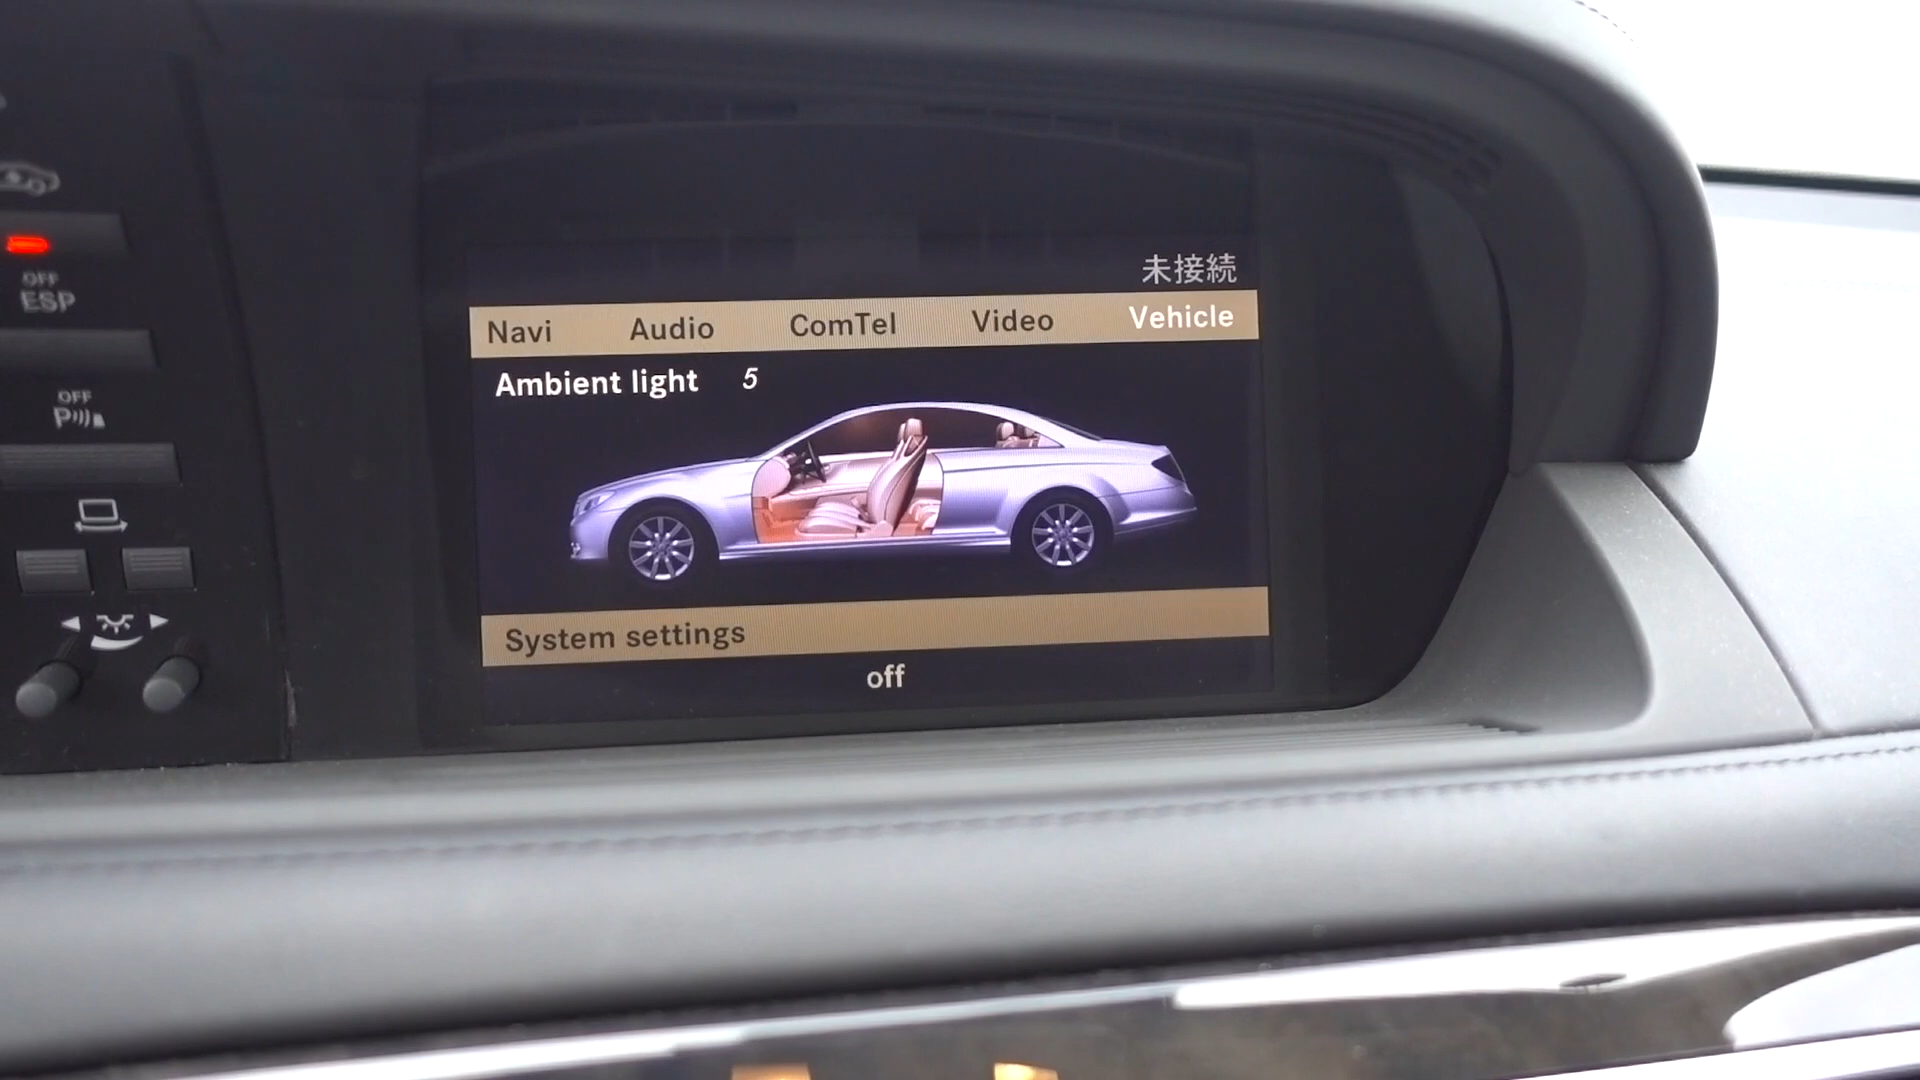 未接続
Navi Audio ComTel Video Vehicle
Ambient light 5
System settings
off
OFF
ESP
OFF
P